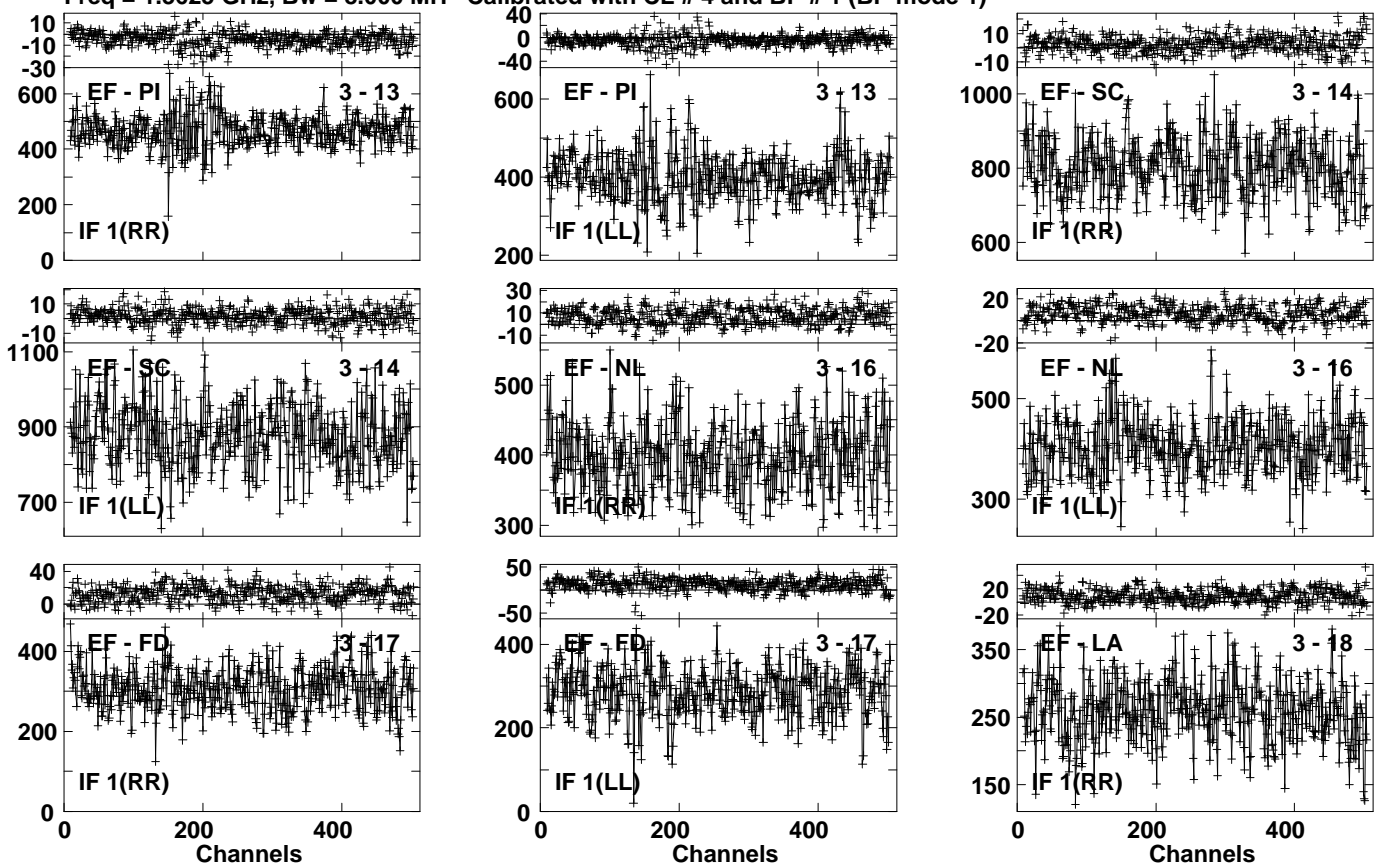 GHz, Bw = Calibrated with CL # 4 and BP # 1 (BP mode 1)
10
-10
-30
600
400
200
0
EF - PI 3 - 13
IF 1(RR)
40
0
-40
600
400
200
EF - PI 3 - 13
IF 1(LL)
10
-10
1000
800
600
EF - SC 3 - 14
IF 1(RR)
10
-10
1100
900
700
EF - SC 3 - 14
IF 1(LL)
30
10
-10
500
400
300
EF - NL 3 - 16
IF 1(RR)
20
0
-20
500
300
EF - NL 3 - 16
IF 1(LL)
40
0
400
200
0
EF - FD 3 - 17
IF 1(RR)
0 200 400
Channels
50
0
-50
400
200
0
EF - FD 3 - 17
IF 1(LL)
0 200 400
Channels
20
-20
350
250
150
EF - LA 3 - 18
IF 1(RR)
0 200 400
Channels